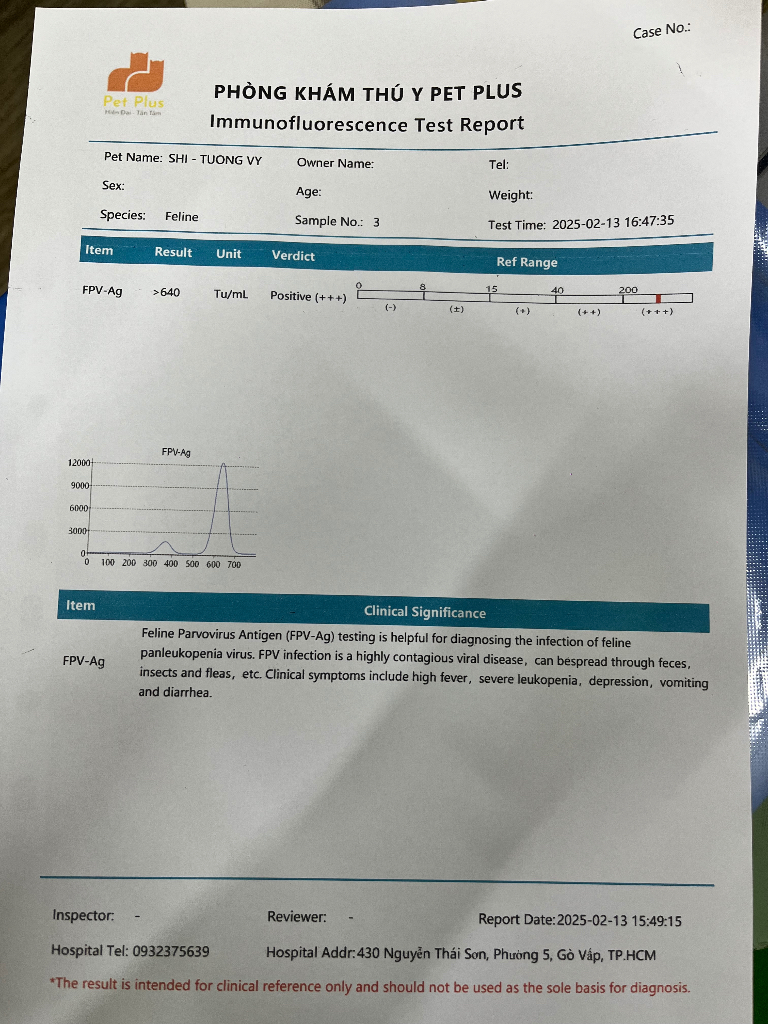 Case No.:
Pet Plus
Hiện Đại - Tận Tâm
PHÒNG KHÁM THÚ Y PET PLUS
Immunofluorescence Test Report
Pet Name: SHI - TUONG VY Owner Name: Tel:
Sex: Age: Weight:
Species: Feline Sample No.: 3 Test Time: 2025-02-13 16:47:35
Item Result Unit Verdict Ref Range
0 8 15 40 200
FPV-Ag >640 Tu/mL Positive (+++)
(-) (±) (+) (++) (+++)
FPV-Ag
12000
9000
6000
3000
0
0 100 200 300 400 500 600 700
Item Clinical Significance
FPV-Ag
Feline Parvovirus Antigen (FPV-Ag) testing is helpful for diagnosing the infection of feline
panleukopenia virus. FPV infection is a highly contagious viral disease, can bespread through feces,
insects and fleas, etc. Clinical symptoms include high fever, severe leukopenia, depression, vomiting
and diarrhea.
Inspector: - Reviewer: - Report Date:2025-02-13 15:49:15
Hospital Tel: 0932375639 Hospital Addr:430 Nguyễn Thái Sơn, Phường 5, Gò Vấp, TP.HCM
*The result is intended for clinical reference only and should not be used as the sole basis for diagnosis.